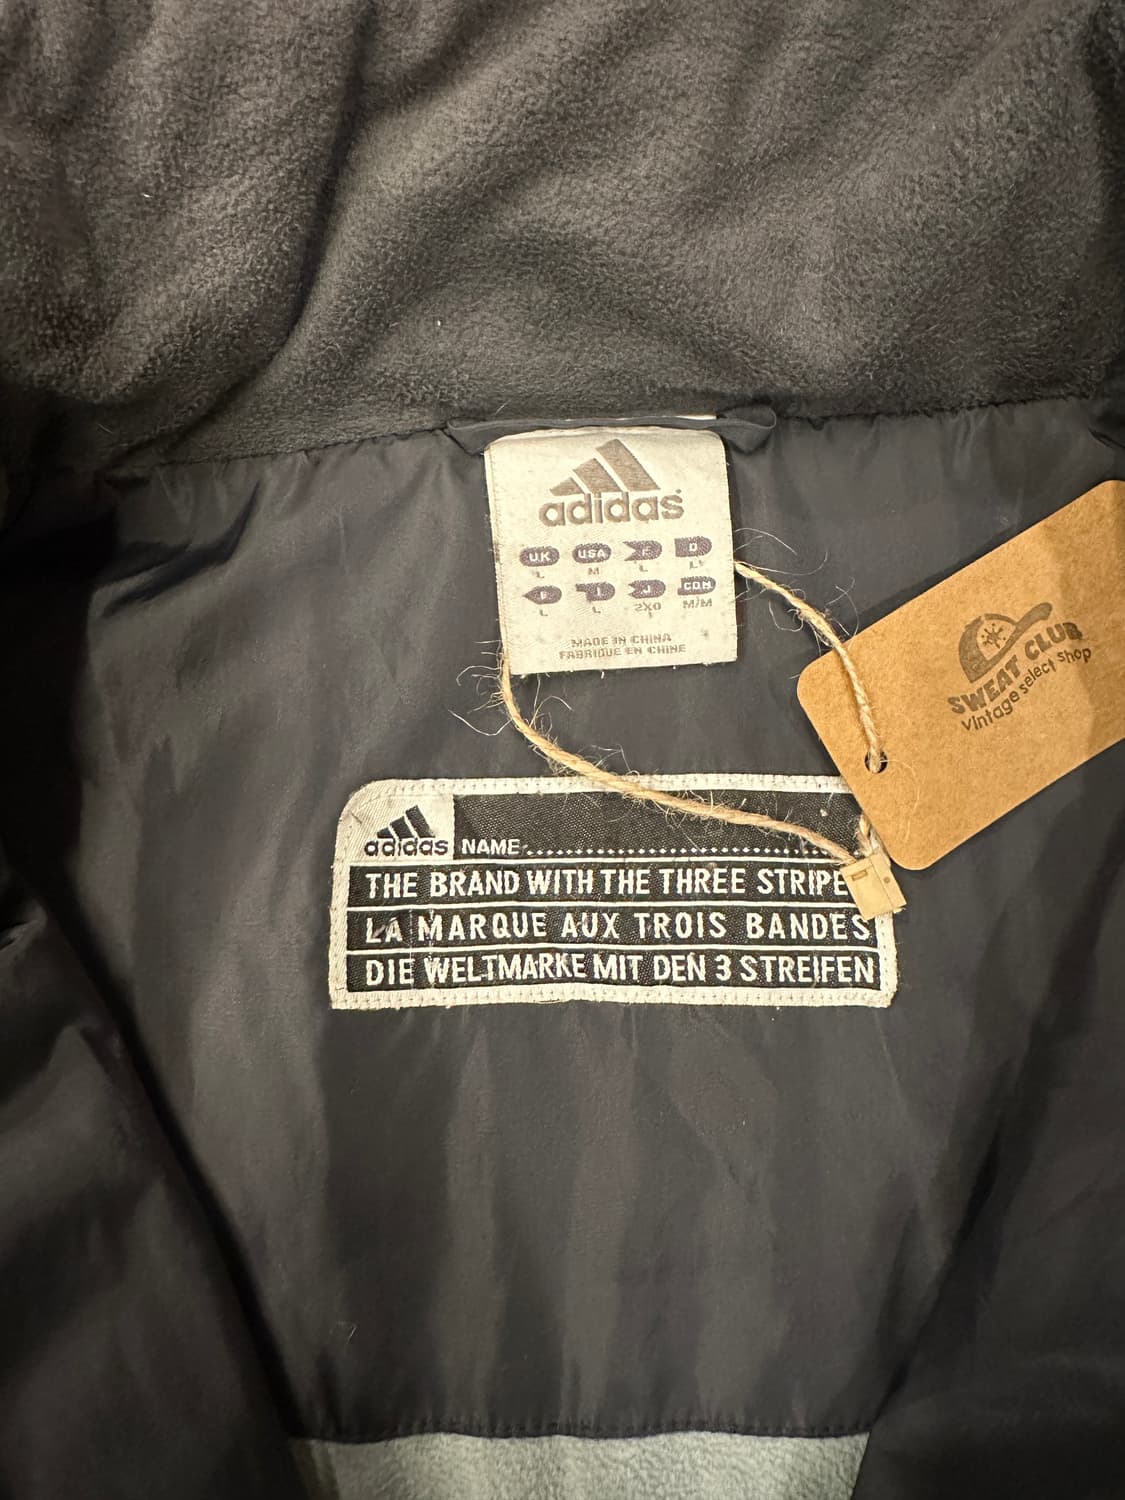 adidas
UK USA F D
L M L L
E I J COM
L L 2XO M/M
MADE IN CHINA
FABRIQUE EN CHINE
SWEAT CLUB
vintage select shop
adidas NAME
THE BRAND WITH THE THREE STRIPE
LA MARQUE AUX TROIS BANDES
DIE WELTMARKE MIT DEN 3 STREIFEN